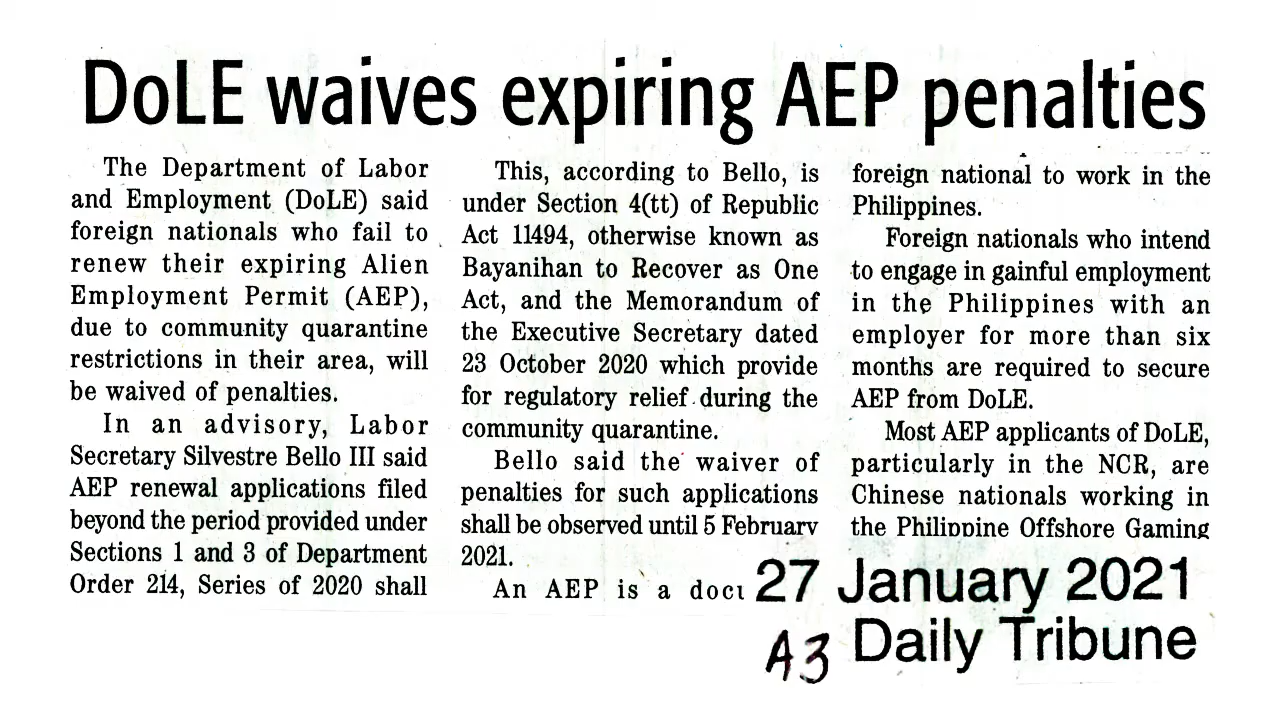 DoLE waives expiring AEP penalties
The Department of Labor
and Employment (DoLE) said
foreign nationals who fail to
renew their expiring Alien
Employment Permit (AEP),
due to community quarantine
restrictions in their area, will
be waived of penalties.
In an advisory, Labor
Secretary Silvestre Bello III said
AEP renewal applications filed
beyond the period provided under
Sections 1 and 3 of Department
Order 214, Series of 2020 shall
This, according to Bello, is
under Section 4(tt) of Republic
Act 11494, otherwise known as
Bayanihan to Recover as One
Act, and the Memorandum of
the Executive Secretary dated
23 October 2020 which provide
for regulatory relief during the
community quarantine.
Bello said the waiver of
penalties for such applications
shall be observed until 5 February
2021.
An AEP is a
foreign national to work in the
Philippines.
Foreign nationals who intend
to engage in gainful employment
in the Philippines with an
employer for more than six
months are required to secure
AEP from DoLE.
Most AEP applicants of DoLE,
particularly in the NCR, are
Chinese nationals working in
the Philippine Offshore Gaming
27 January 2021
A3 Daily Tribune